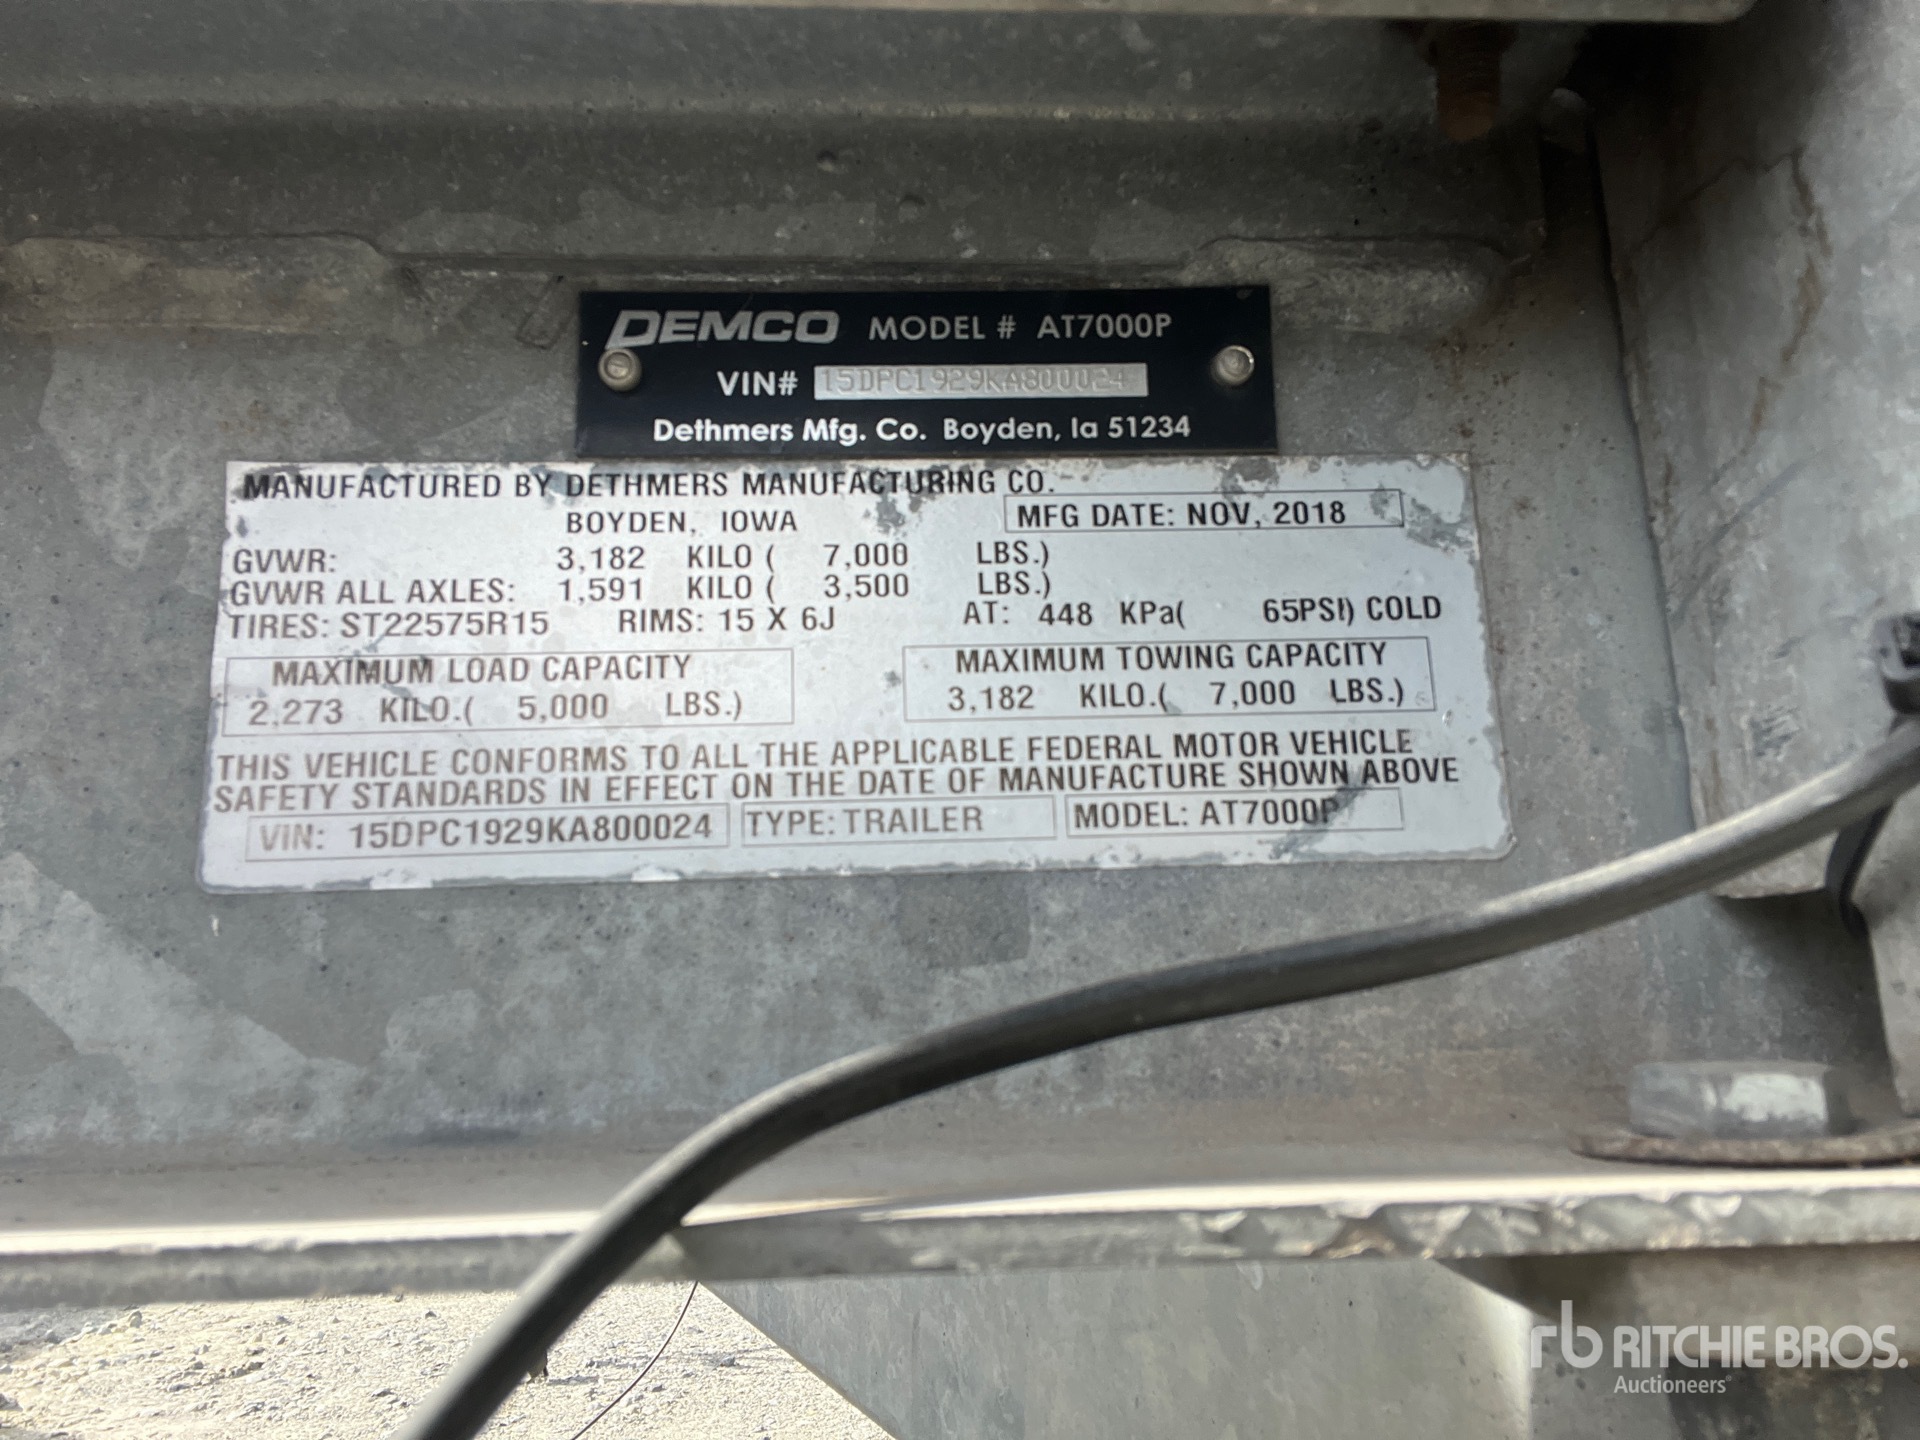 DEMCO MODEL # AT7000P
VIN# 15DPC1929KA800024
Dethmers Mfg. Co. Boyden, Ia 51234
MANUFACTURED BY DETHMERS MANUFACTURING CO.
BOYDEN, IOWA MFG DATE: NOV, 2018
GVWR: 3,182 KILO ( 7,000 LBS.)
GVWR ALL AXLES: 1,591 KILO ( 3,500 LBS.)
TIRES: ST22575R15 RIMS: 15 X 6J AT: 448 KPa( 65PSI) COLD
MAXIMUM LOAD CAPACITY MAXIMUM TOWING CAPACITY
2,273 KILO.( 5,000 LBS.) 3,182 KILO.( 7,000 LBS.)
THIS VEHICLE CONFORMS TO ALL THE APPLICABLE FEDERAL MOTOR VEHICLE
SAFETY STANDARDS IN EFFECT ON THE DATE OF MANUFACTURE SHOWN ABOVE
VIN: 15DPC1929KA800024 TYPE: TRAILER MODEL: AT7000P
rb RITCHIE BROS.
Auctioneers